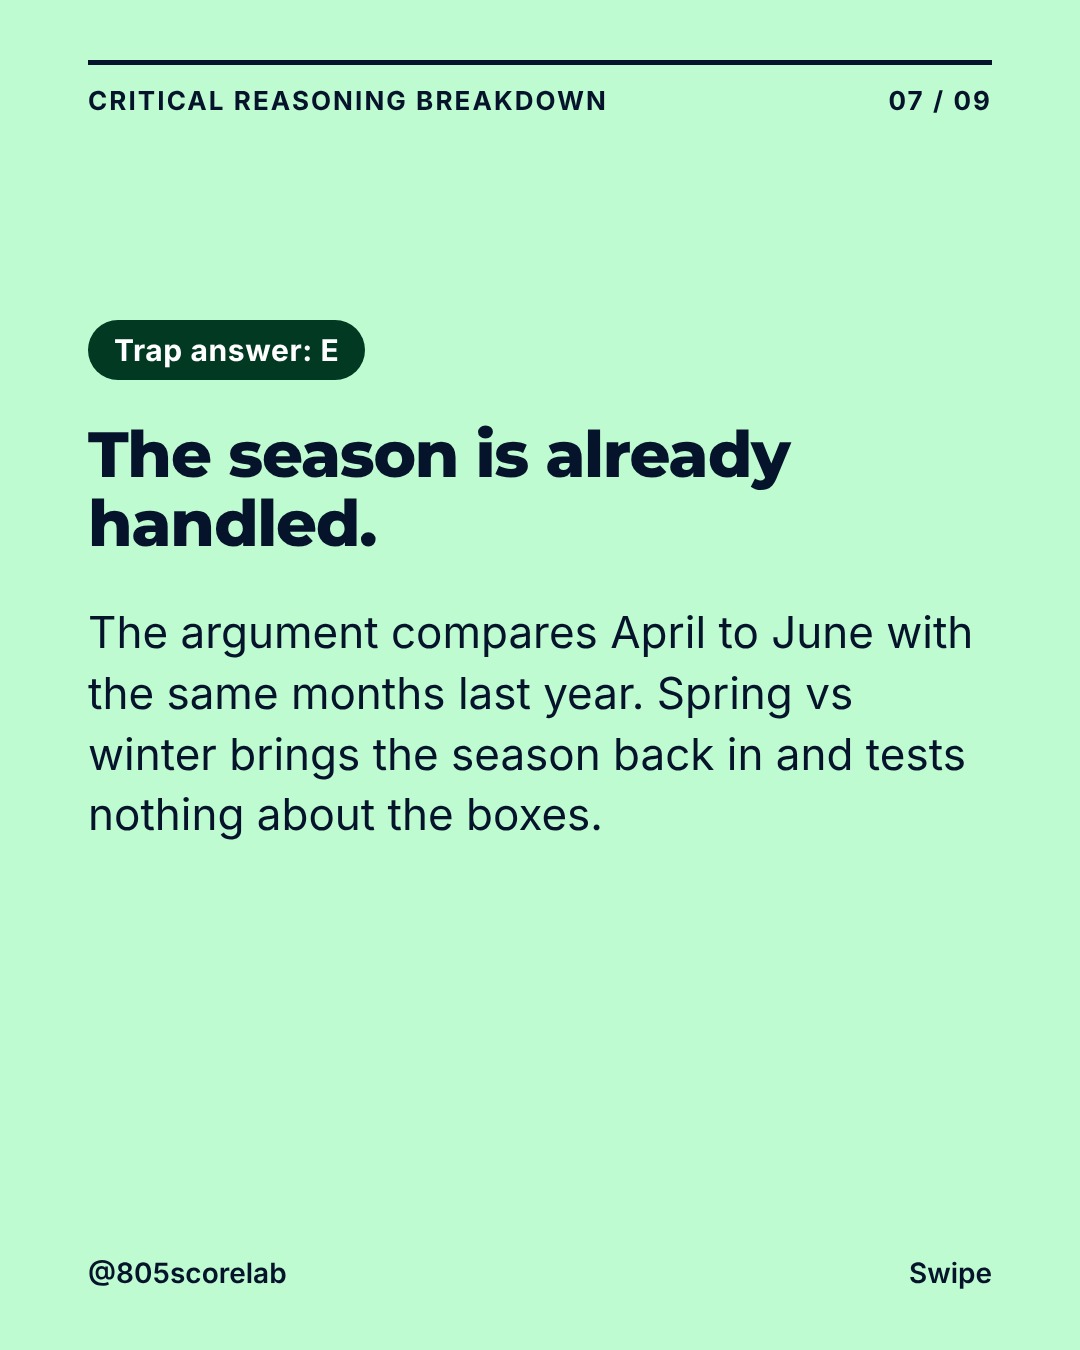 CRITICAL REASONING BREAKDOWN
07 / 09
Trap answer: E
The season is already
handled.
The argument compares April to June with
the same months last year. Spring vs
winter brings the season back in and tests
nothing about the boxes.
@805scorelab
Swipe